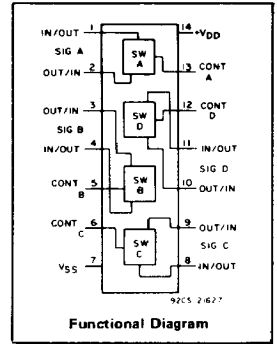 IN/OUT 1 14 +VDD
SIG A SW A
OUT/IN 2 13 CONT A
OUT/IN 3 12 CONT D
SIG B SW D
IN/OUT 4 11 IN/OUT
SIG D
CONT B 5 SW B 10 OUT/IN
CONT C 6 9 OUT/IN
SW C SIG C
VSS 7 8 IN/OUT
92CS 21627
Functional Diagram